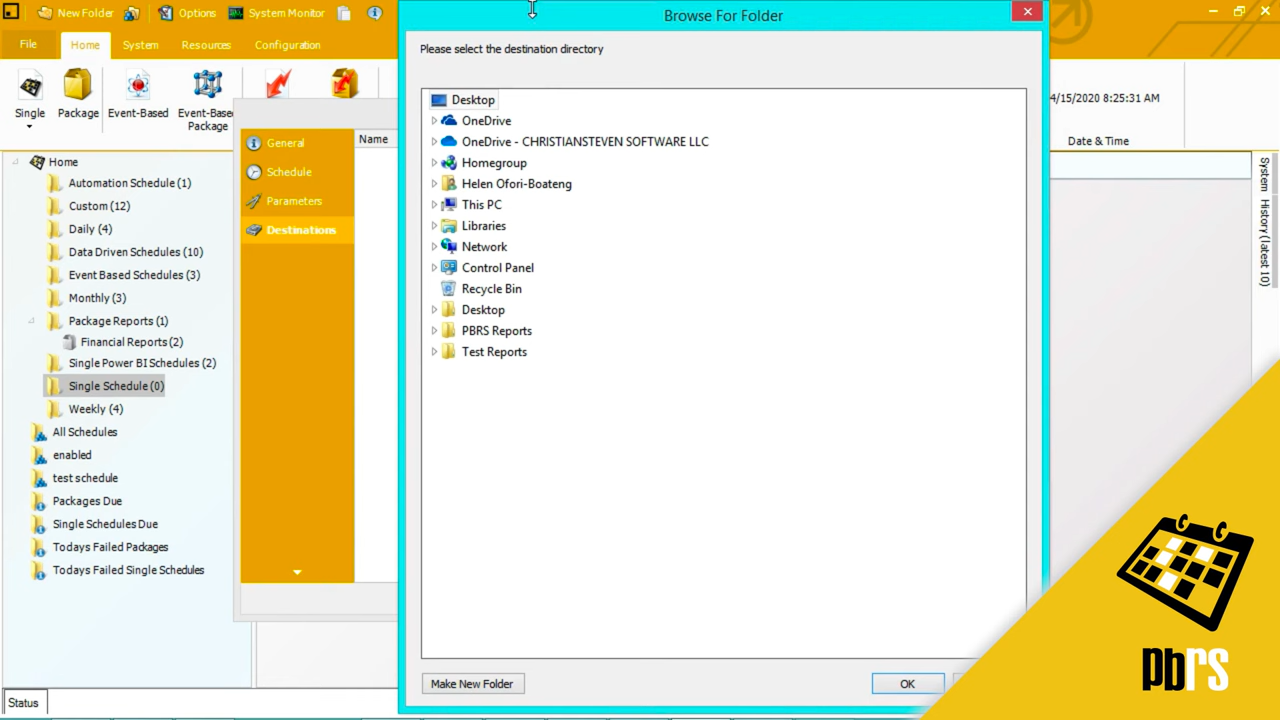 New Folder
Options
System Monitor
File
Home
System
Resources
Configuration
Single
Package
Event-Based
Event-Base
Package
4/15/2020 8:25:31 AM
Date & Time
Home
Automation Schedule (1)
Custom (12)
Daily (4)
Data Driven Schedules (10)
Event Based Schedules (3)
Monthly (3)
Package Reports (1)
Financial Reports (2)
Single Power BI Schedules (2)
Single Schedule (0)
Weekly (4)
All Schedules
enabled
test schedule
Packages Due
Single Schedules Due
Todays Failed Packages
Todays Failed Single Schedules
Status
General
Schedule
Parameters
Destinations
Name
Browse For Folder
Please select the destination directory
Desktop
OneDrive
OneDrive - CHRISTIANSTEVEN SOFTWARE LLC
Homegroup
Helen Ofori-Boateng
This PC
Libraries
Network
Control Panel
Recycle Bin
Desktop
PBRS Reports
Test Reports
Make New Folder
OK
System History (latest 10)
pbrs